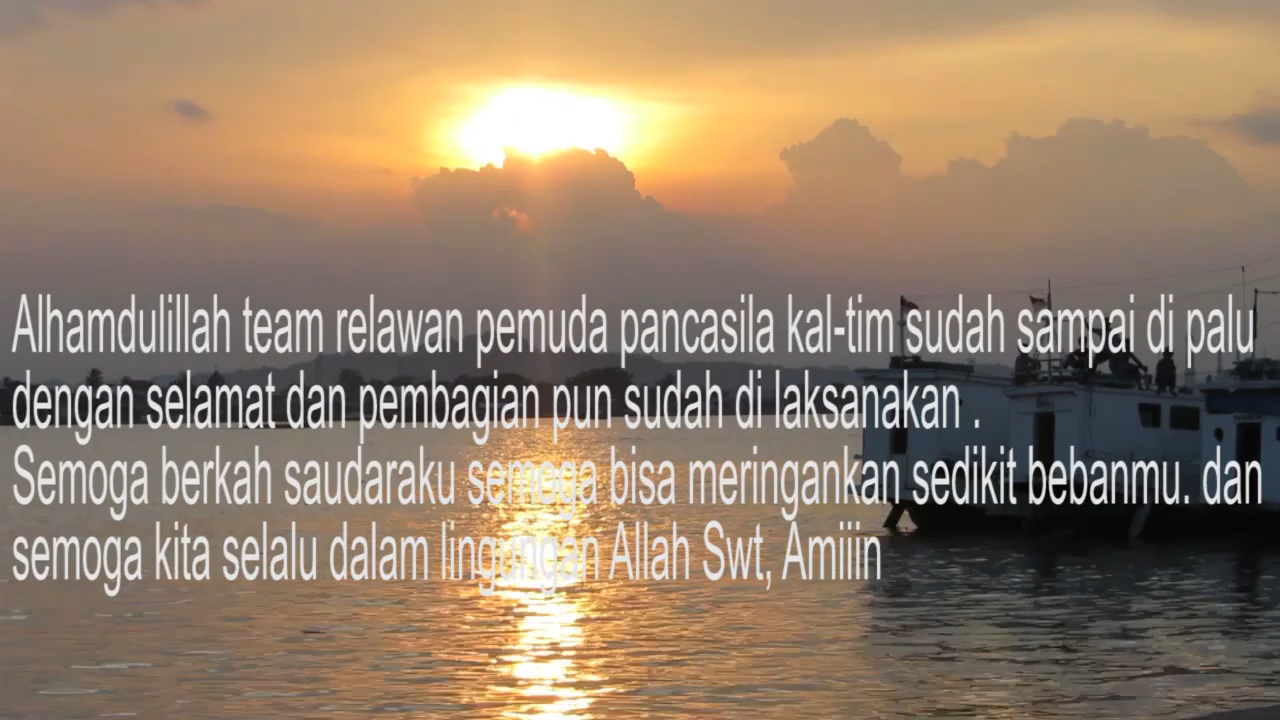 Alhamdulillah team relawan pemuda pancasila kal-tim sudah sampai di palu
dengan selamat dan pembagian pun sudah di laksanakan .
Semoga berkah saudaraku semoga bisa meringankan sedikit bebanmu. dan
semoga kita selalu dalam lingungan Allah Swt, Amiiin